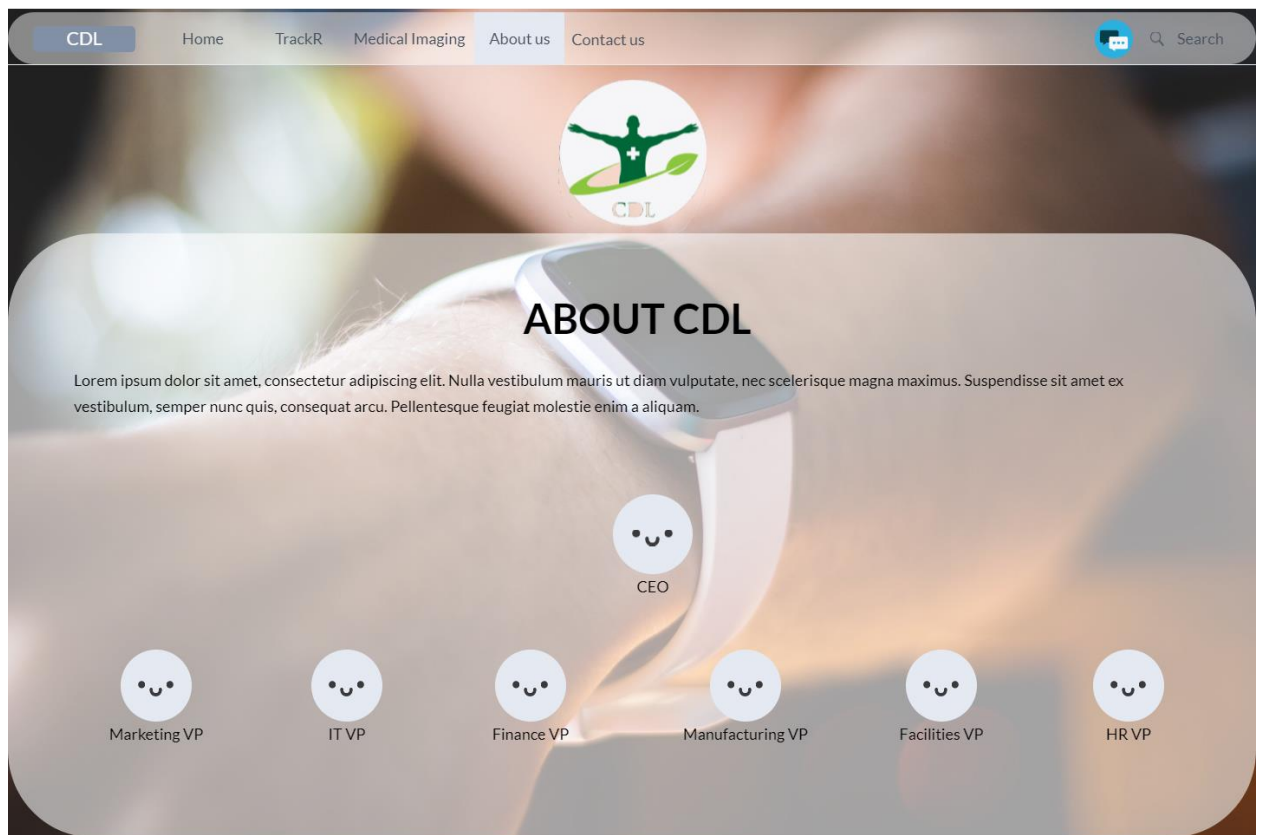 CDL
Home
TrackR
Medical Imaging
About us
Contact us
Search
CDL
ABOUT CDL
Lorem ipsum dolor sit amet, consectetur adipiscing elit. Nulla vestibulum mauris ut diam vulputate, nec scelerisque magna maximus. Suspendisse sit amet ex
vestibulum, semper nunc quis, consequat arcu. Pellentesque feugiat molestie enim a aliquam.
CEO
Marketing VP
IT VP
Finance VP
Manufacturing VP
Facilities VP
HR VP